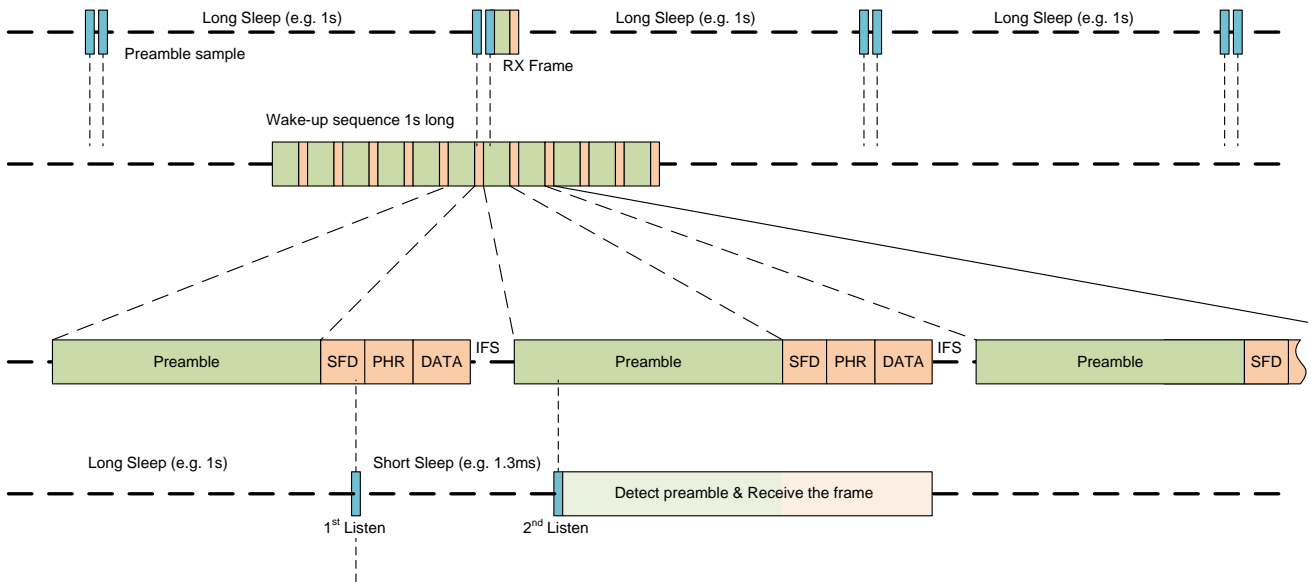 Long Sleep (e.g. 1s)
Long Sleep (e.g. 1s)
Long Sleep (e.g. 1s)
Preamble sample
RX Frame
Wake-up sequence 1s long
Preamble
SFD
PHR
DATA
IFS
Preamble
SFD
PHR
DATA
IFS
Preamble
SFD
Long Sleep (e.g. 1s)
Short Sleep (e.g. 1.3ms)
Detect preamble & Receive the frame
1st Listen
2nd Listen